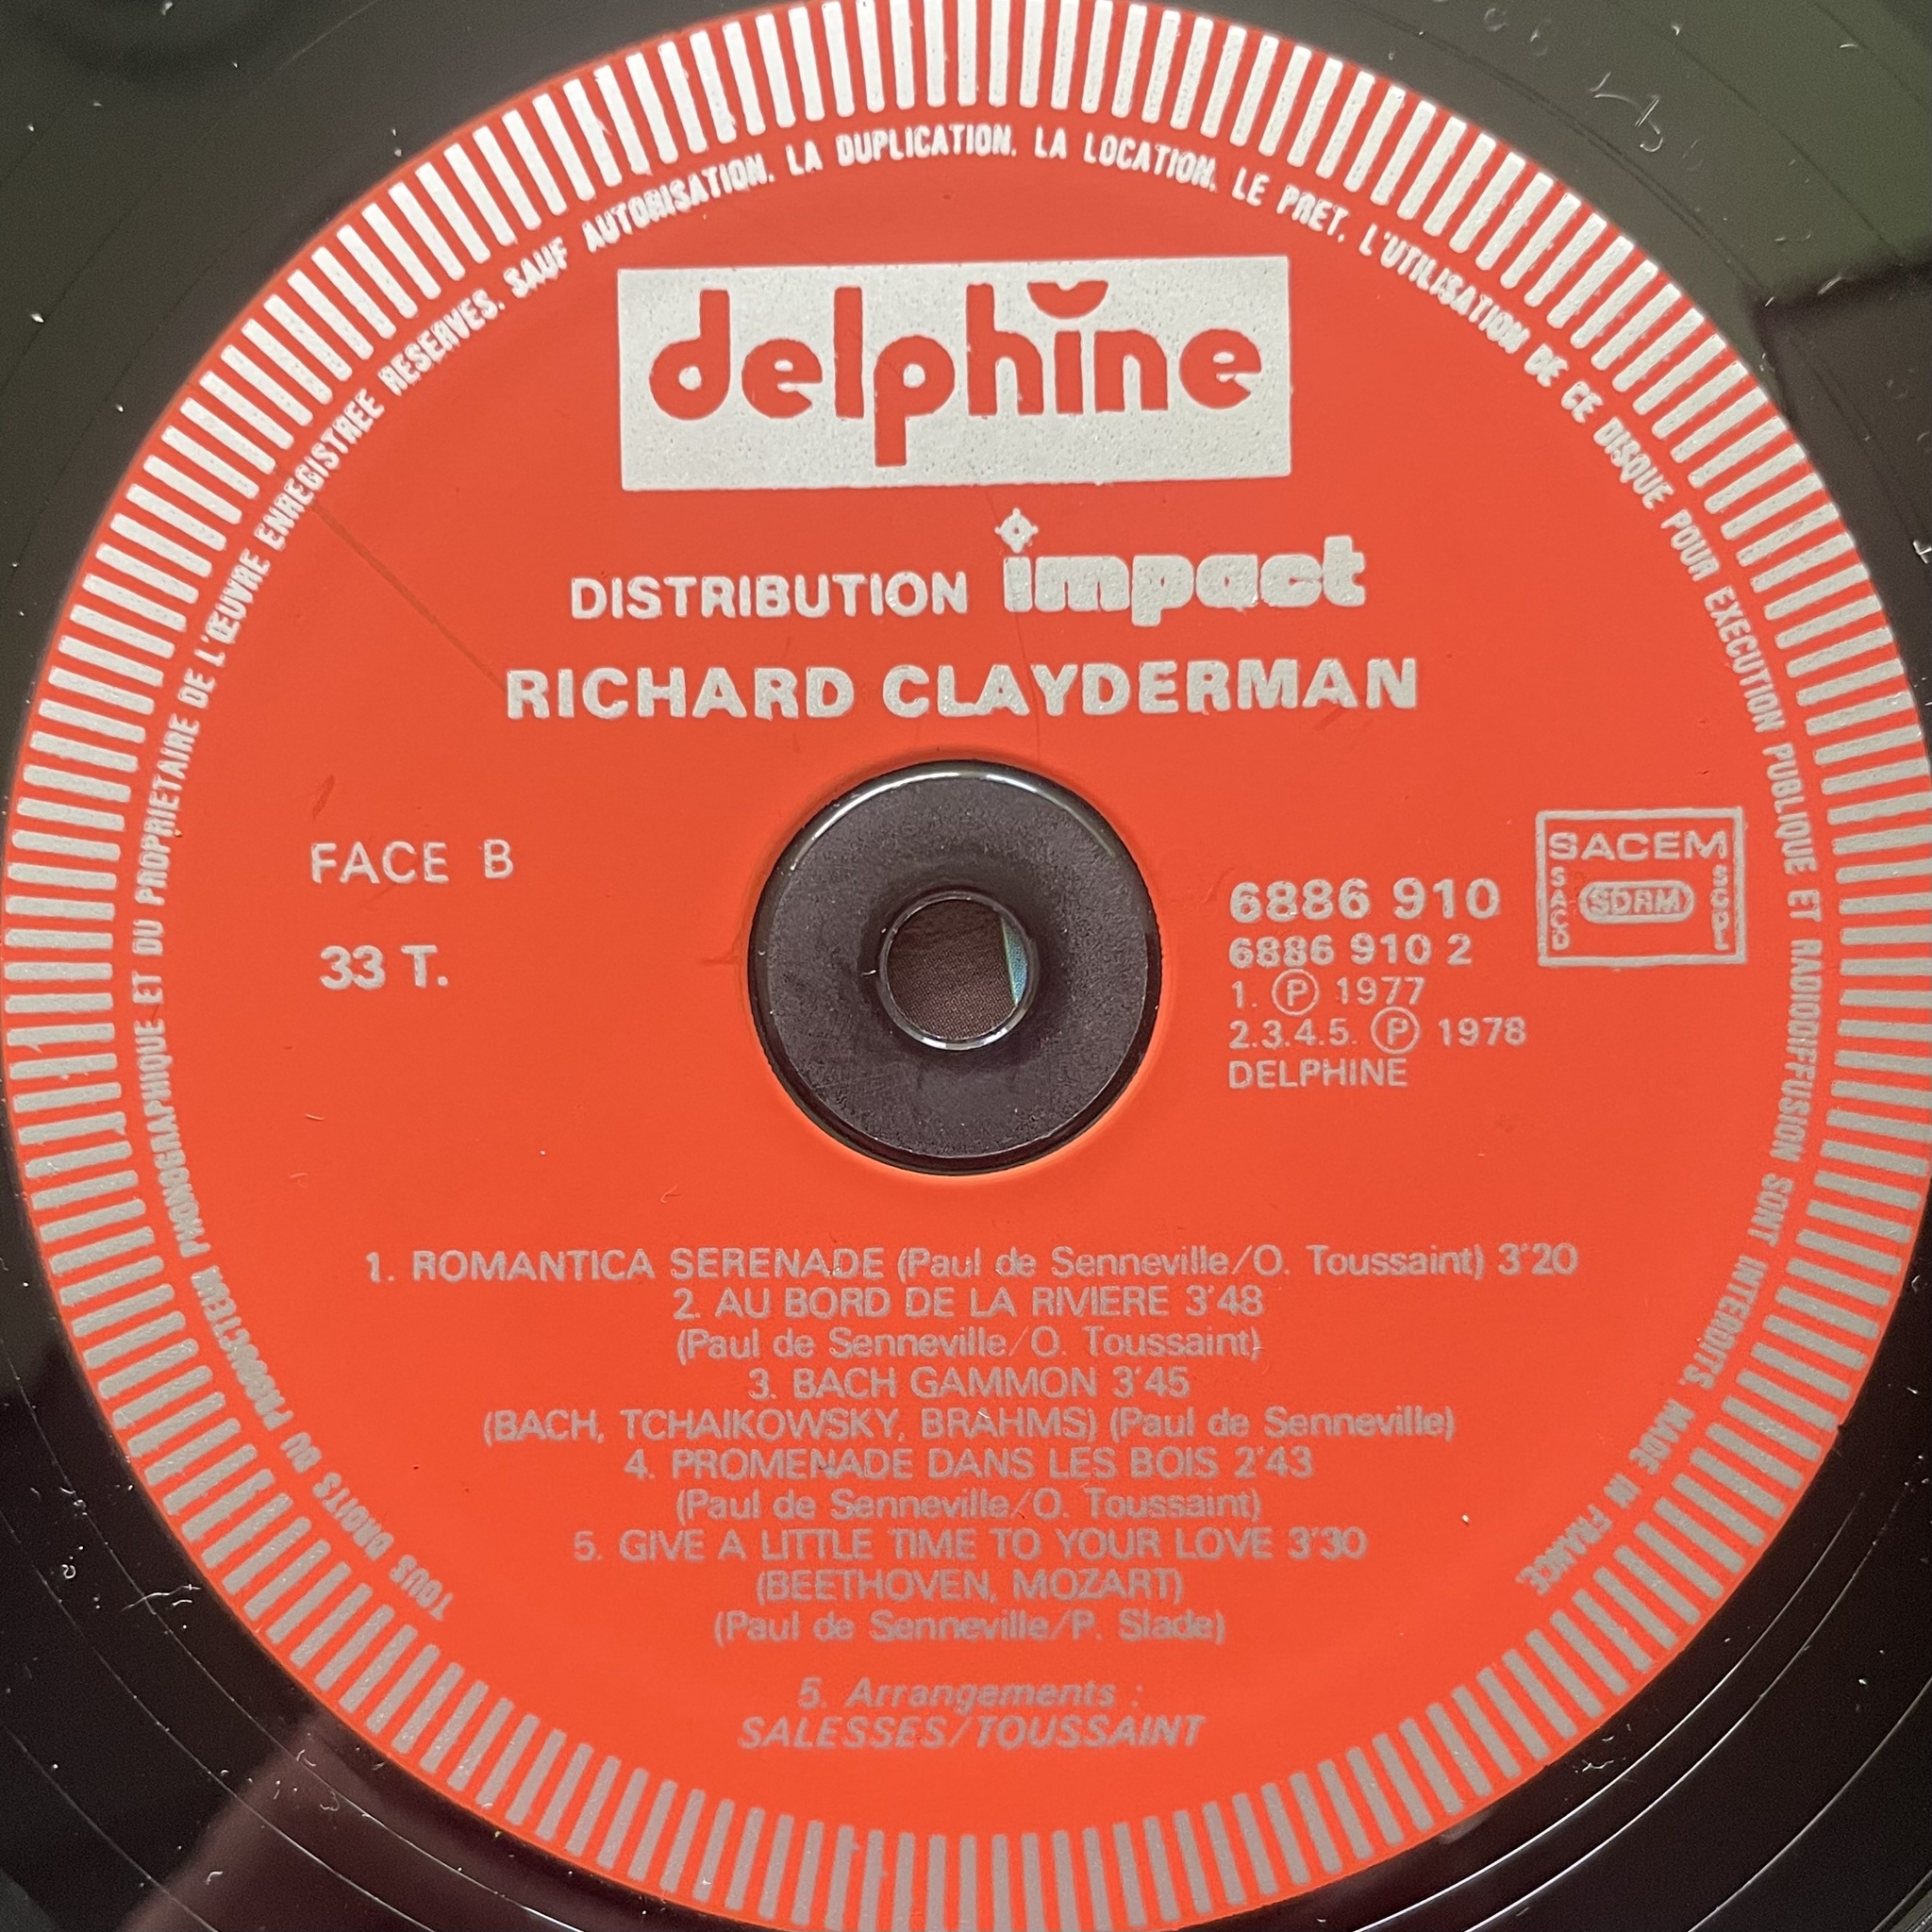 TOUS DROITS DU PRODUCTEUR PHONOGRAPHIQUE ET DU PROPRIETAIRE DE L'ŒUVRE ENREGISTREE RESERVES. SAUF AUTORISATION. LA DUPLICATION. LA LOCATION. LE PRET. L'UTILISATION DE CE DISQUE POUR EXECUTION PUBLIQUE ET RADIODIFFUSION SONT INTERDITS. MADE IN FRANCE.
delphine
DISTRIBUTION impact
RICHARD CLAYDERMAN
FACE B
33 T.
6886 910
6886 910 2
1. Ⓟ 1977
2.3.4.5. Ⓟ 1978
DELPHINE
SACEM
SACD
SDRM
SGDL
1. ROMANTICA SERENADE (Paul de Senneville/O. Toussaint) 3'20
2. AU BORD DE LA RIVIERE 3'48
(Paul de Senneville/O. Toussaint)
3. BACH GAMMON 3'45
(BACH, TCHAIKOWSKY, BRAHMS) (Paul de Senneville)
4. PROMENADE DANS LES BOIS 2'43
(Paul de Senneville/O. Toussaint)
5. GIVE A LITTLE TIME TO YOUR LOVE 3'30
(BEETHOVEN, MOZART)
(Paul de Senneville/P. Slade)
5. Arrangements :
SALESSES/TOUSSAINT